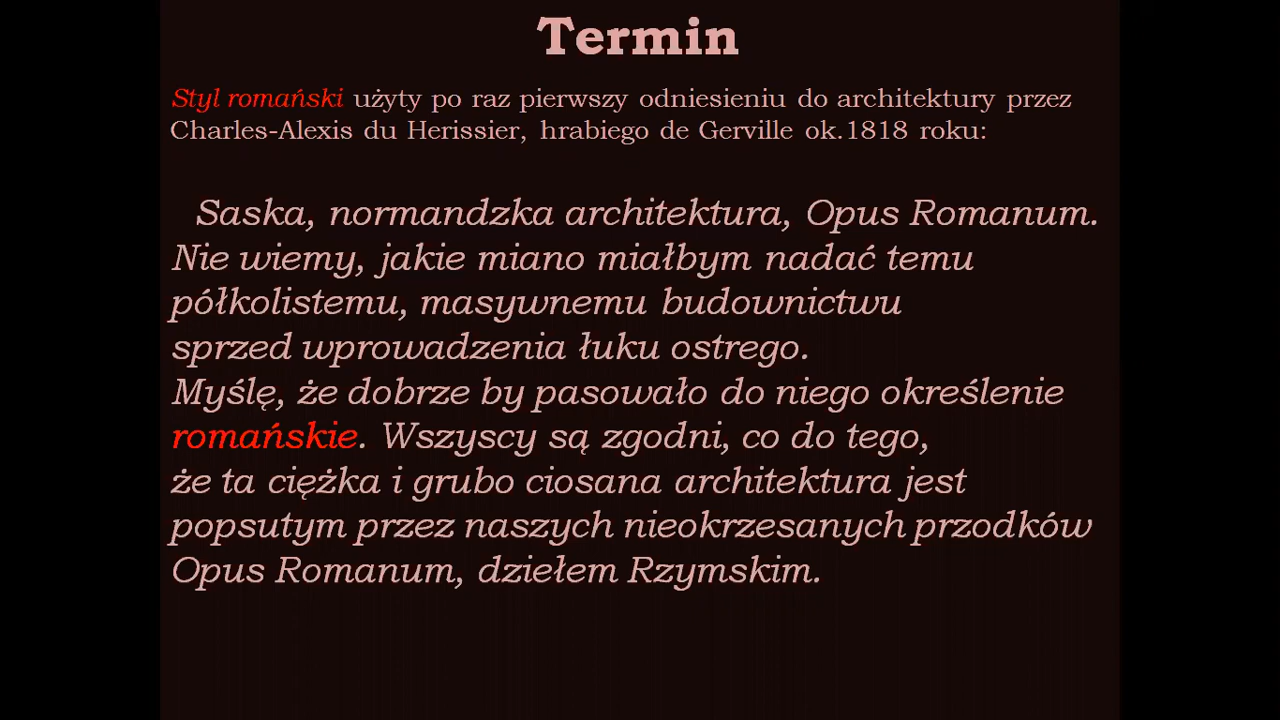 Termin
Styl romański użyty po raz pierwszy odniesieniu do architektury przez
Charles-Alexis du Herissier, hrabiego de Gerville ok.1818 roku:
Saska, normandzka architektura, Opus Romanum.
Nie wiemy, jakie miano miałbym nadać temu
półkolistemu, masywnemu budownictwu
sprzed wprowadzenia łuku ostrego.
Myślę, że dobrze by pasowało do niego określenie
romańskie. Wszyscy są zgodni, co do tego,
że ta ciężka i grubo ciosana architektura jest
popsutym przez naszych nieokrzesanych przodków
Opus Romanum, dziełem Rzymskim.